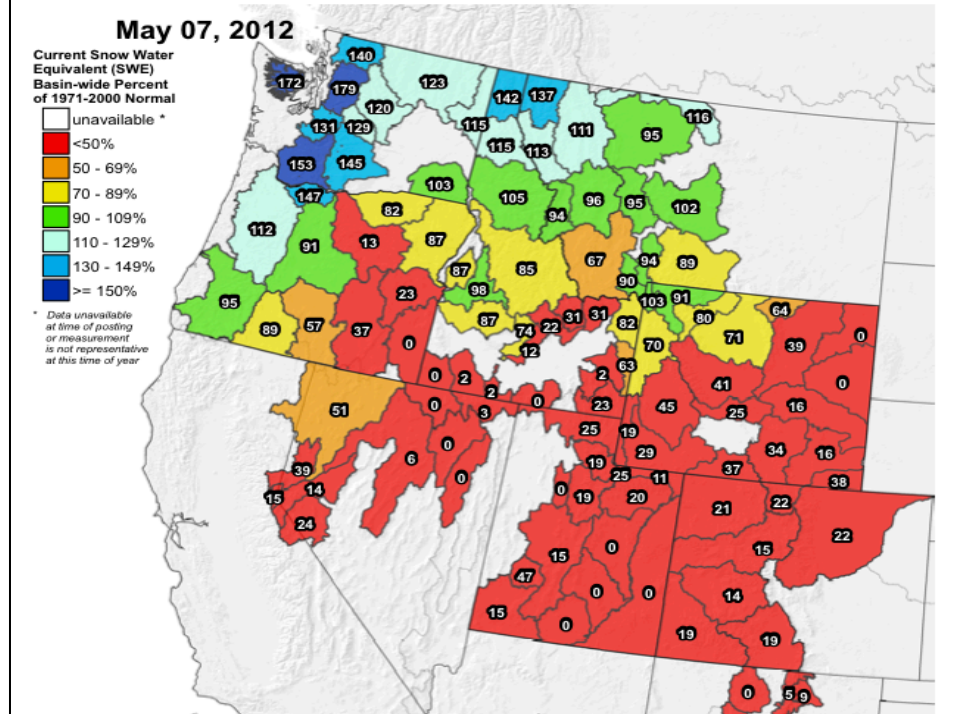 May 07, 2012
Current Snow Water
Equivalent (SWE)
Basin-wide Percent
of 1971-2000 Normal
unavailable *
<50%
50 - 69%
70 - 89%
90 - 109%
110 - 129%
130 - 149%
>= 150%
* Data unavailable
at time of posting
or measurement
is not representative
at this time of year
140
172 179 123
142 137
120 116
131 129 115 111 95
115 113
153 145
147 103 105 96 95 102
82 94
112 91 13 87
85 67 94 89
87 90
95 23 98 103 91
89 57 37 87 74 22 31 31 82 80 64
0 12 70 71 39 0
0 2 2 63
51 2 41 0
0 3 0 23 45 25 16
0 25 19 34
6 29 16
39 0 19 25 11 37 38
15 14 0 19 20 21 22
24 22
15 0 15
47 0 0 14
15 0 19 19
0 5 9